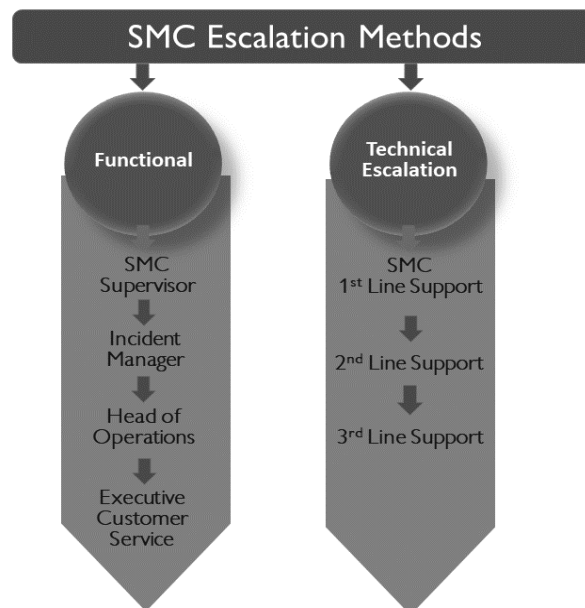 SMC Escalation Methods
Functional
SMC
Supervisor
Incident
Manager
Head of
Operations
Executive
Customer
Service
Technical
Escalation
SMC
1st Line Support
2nd Line Support
3rd Line Support